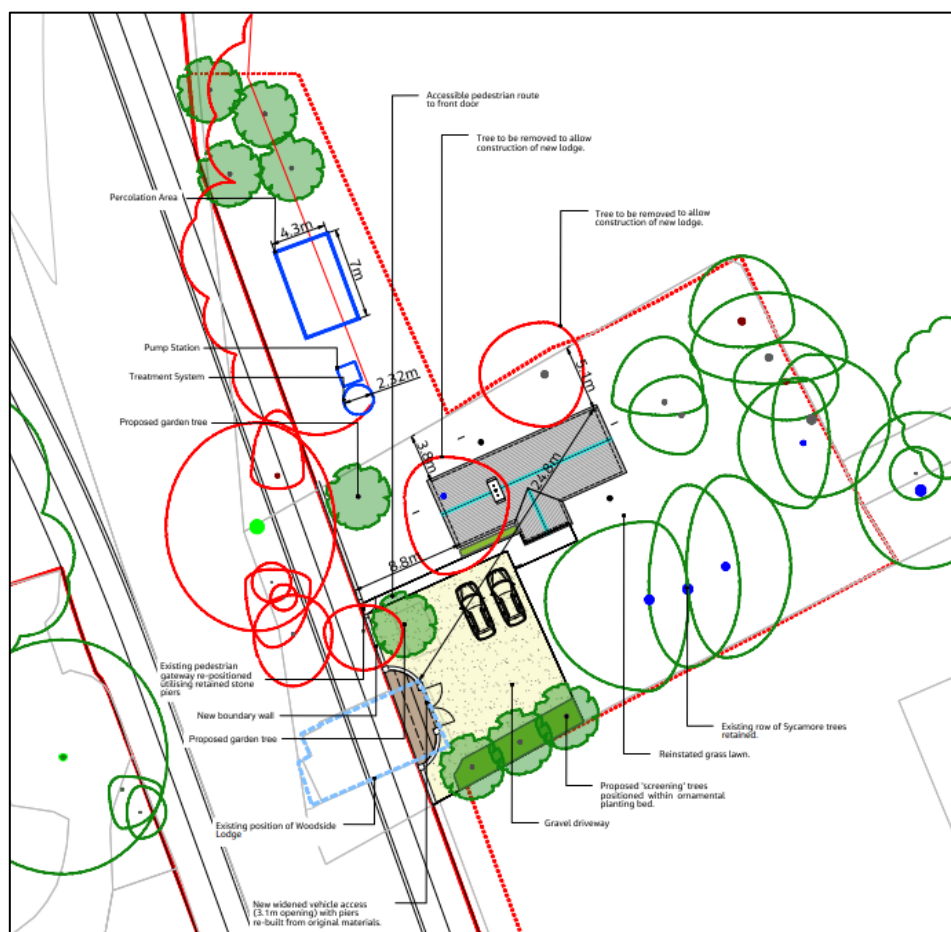 Accessible pedestrian route
to front door
Tree to be removed to allow
construction of new lodge.
Percolation Area
4.3m
Tree to be removed to allow
construction of new lodge.
7m
Pump Station
Treatment System
2.32m
5.1m
Proposed garden tree
3.8m
24.8m
8.8m
Existing pedestrian
gateway re-positioned
utilising retained stone
piers
New boundary wall
Proposed garden tree
Existing row of Sycamore trees
retained.
Reinstated grass lawn.
Proposed 'screening' trees
positioned within ornamental
planting bed.
Existing position of Woodside
Lodge
Gravel driveway
New widened vehicle access
(3.1m opening) with piers
re-built from original materials.